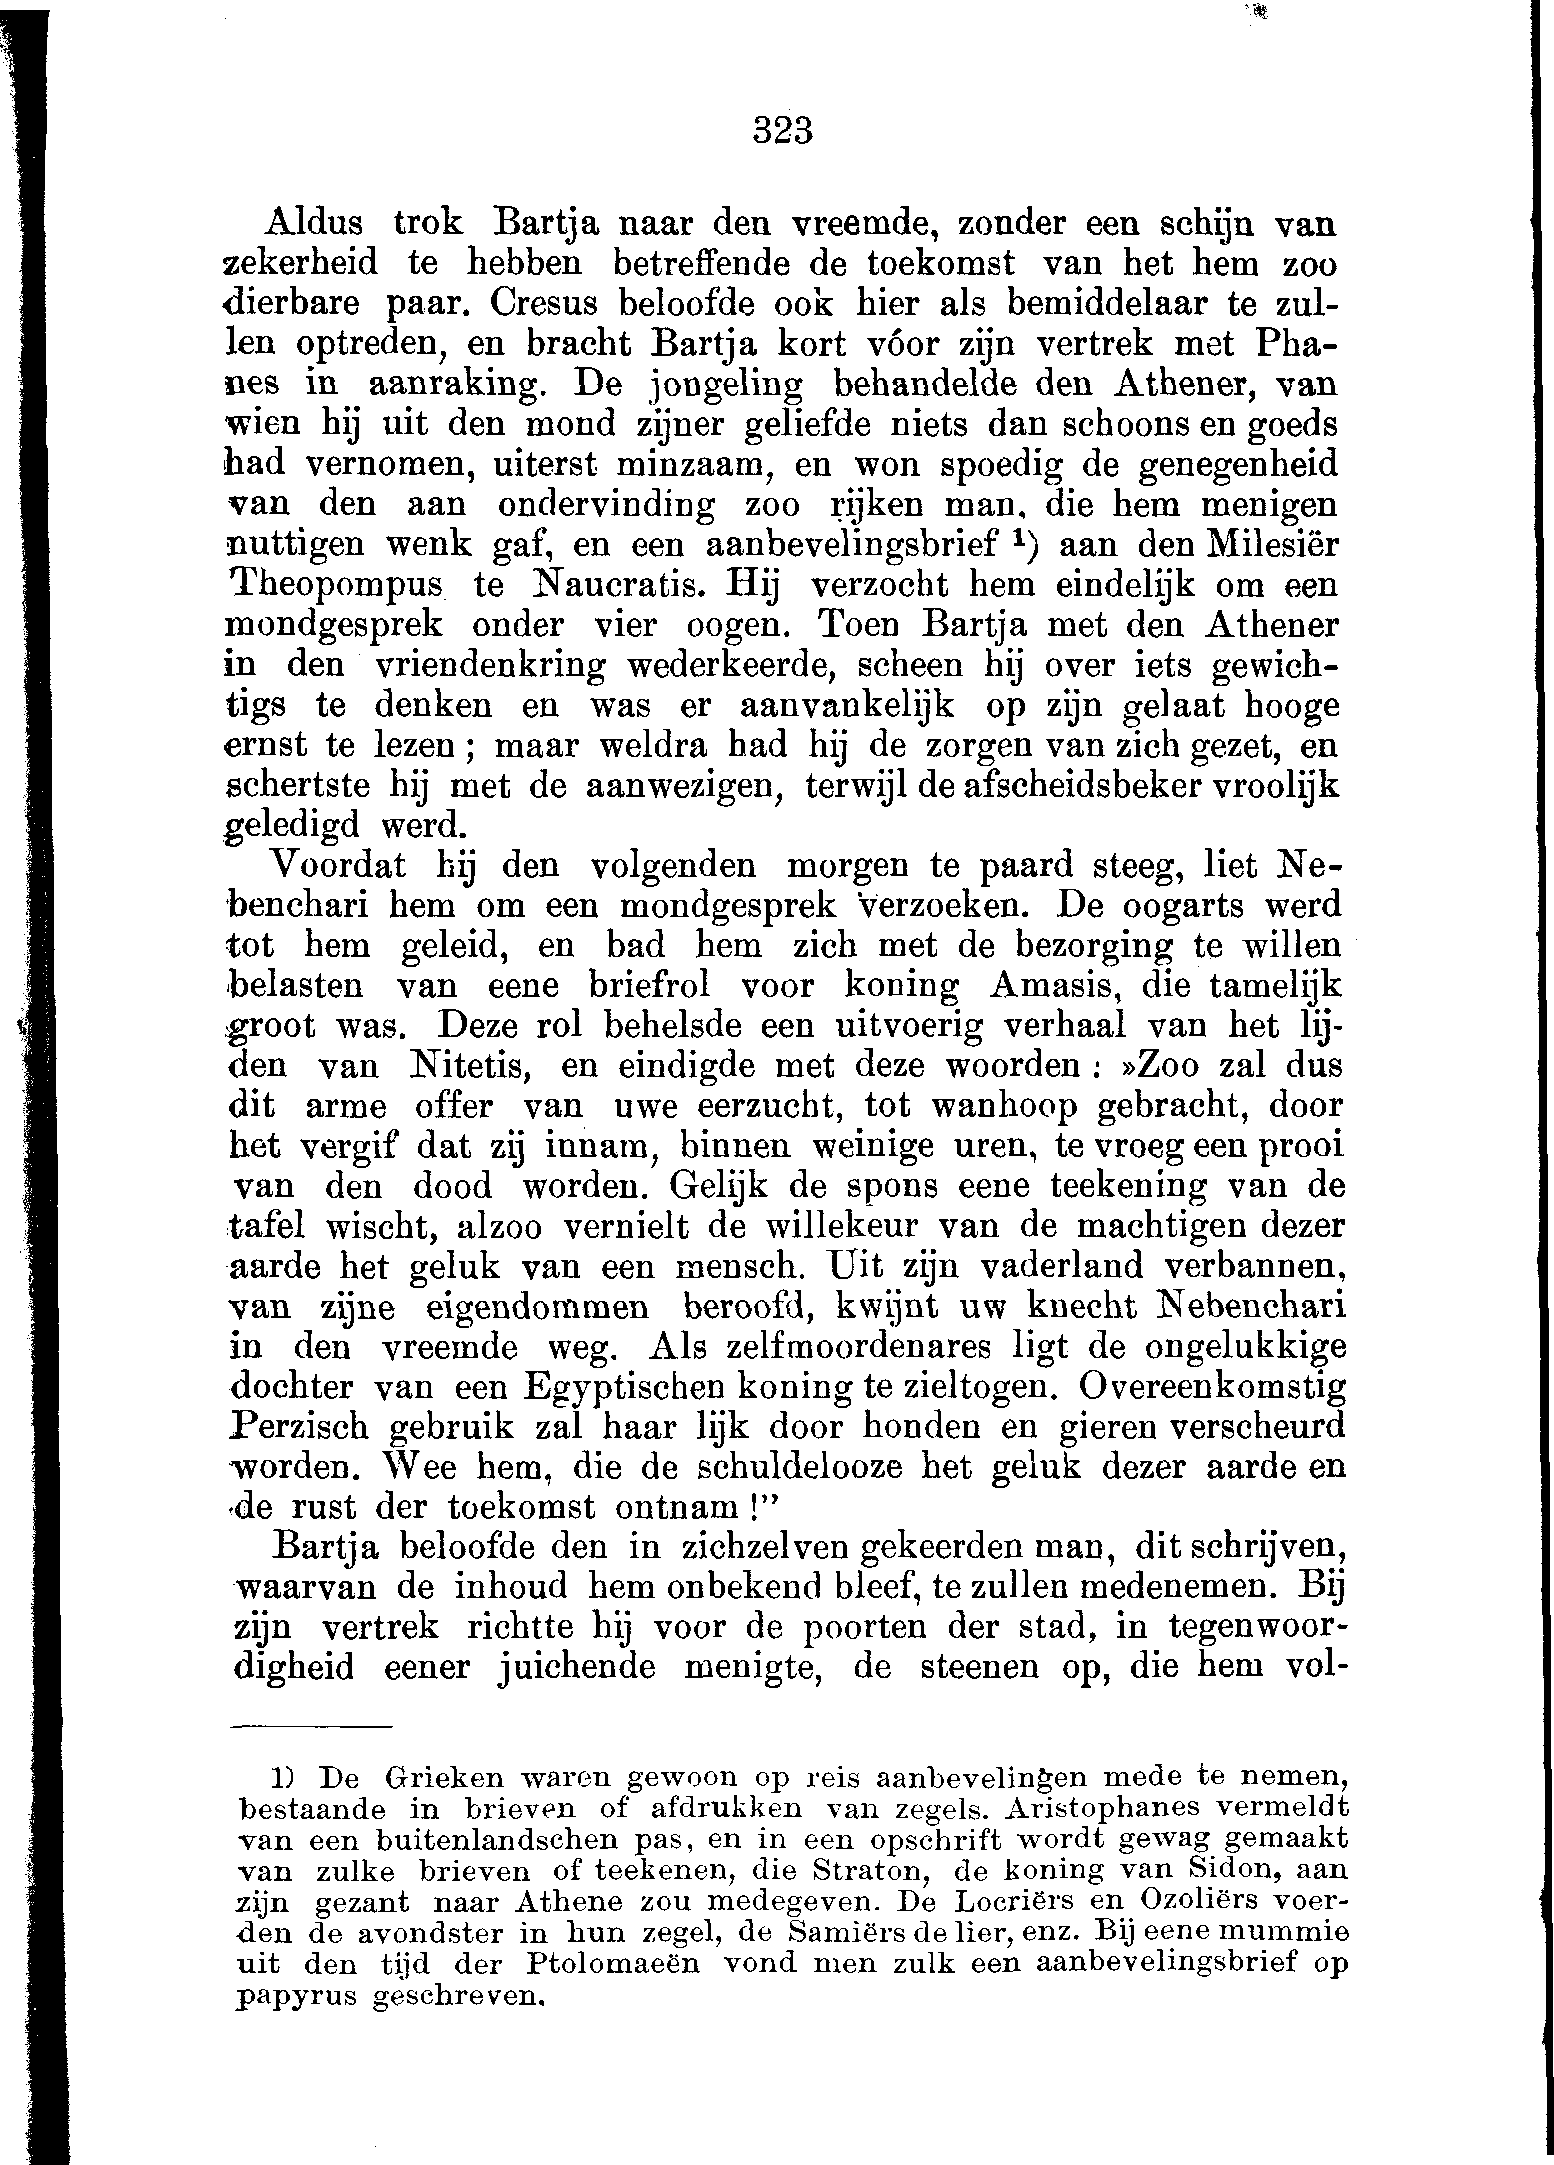 323
Aldus trok Bartja naar den vreemde, zonder een schijn van
zekerheid te hebben betreffende de toekomst van het hem zoo
dierbare paar. Cresus beloofde ook hier als bemiddelaar te zul-
len optreden, en bracht Bartja kort vóor zijn vertrek met Pha-
nes in aanraking. De jongeling behandelde den Athener, van
wien hij uit den mond zijner geliefde niets dan schoons en goeds
had vernomen, uiterst minzaam, en won spoedig de genegenheid
van den aan ondervinding zoo rijken man, die hem menigen
nuttigen wenk gaf, en een aanbevelingsbrief ¹) aan den Milesiër
Theopompus te Naucratis. Hij verzocht hem eindelijk om een
mondgesprek onder vier oogen. Toen Bartja met den Athener
in den vriendenkring wederkeerde, scheen hij over iets gewich-
tigs te denken en was er aanvankelijk op zijn gelaat hooge
ernst te lezen; maar weldra had hij de zorgen van zich gezet, en
schertste hij met de aanwezigen, terwijl de afscheidsbeker vroolijk
geledigd werd.
Voordat hij den volgenden morgen te paard steeg, liet Ne-
benchari hem om een mondgesprek verzoeken. De oogarts werd
tot hem geleid, en bad hem zich met de bezorging te willen
belasten van eene briefrol voor koning Amasis, die tamelijk
groot was. Deze rol behelsde een uitvoerig verhaal van het lij-
den van Nitetis, en eindigde met deze woorden: »Zoo zal dus
dit arme offer van uwe eerzucht, tot wanhoop gebracht, door
het vergif dat zij innam, binnen weinige uren, te vroeg een prooi
van den dood worden. Gelijk de spons eene teekening van de
tafel wischt, alzoo vernielt de willekeur van de machtigen dezer
aarde het geluk van een mensch. Uit zijn vaderland verbannen,
van zijne eigendommen beroofd, kwijnt uw knecht Nebenchari
in den vreemde weg. Als zelfmoordenares ligt de ongelukkige
dochter van een Egyptischen koning te zieltogen. Overeenkomstig
Perzisch gebruik zal haar lijk door honden en gieren verscheurd
worden. Wee hem, die de schuldelooze het geluk dezer aarde en
de rust der toekomst ontnam!”
Bartja beloofde den in zichzelven gekeerden man, dit schrijven,
waarvan de inhoud hem onbekend bleef, te zullen medenemen. Bij
zijn vertrek richtte hij voor de poorten der stad, in tegenwoor-
digheid eener juichende menigte, de steenen op, die hem vol-
1) De Grieken waren gewoon op reis aanbevelingen mede te nemen,
bestaande in brieven of afdrukken van zegels. Aristophanes vermeldt
van een buitenlandschen pas, en in een opschrift wordt gewag gemaakt
van zulke brieven of teekenen, die Straton, de koning van Sidon, aan
zijn gezant naar Athene zou medegeven. De Locriërs en Ozoliërs voer-
den de avondster in hun zegel, de Samiërs de lier, enz. Bij eene mummie
uit den tijd der Ptolomaeën vond men zulk een aanbevelingsbrief op
papyrus geschreven.